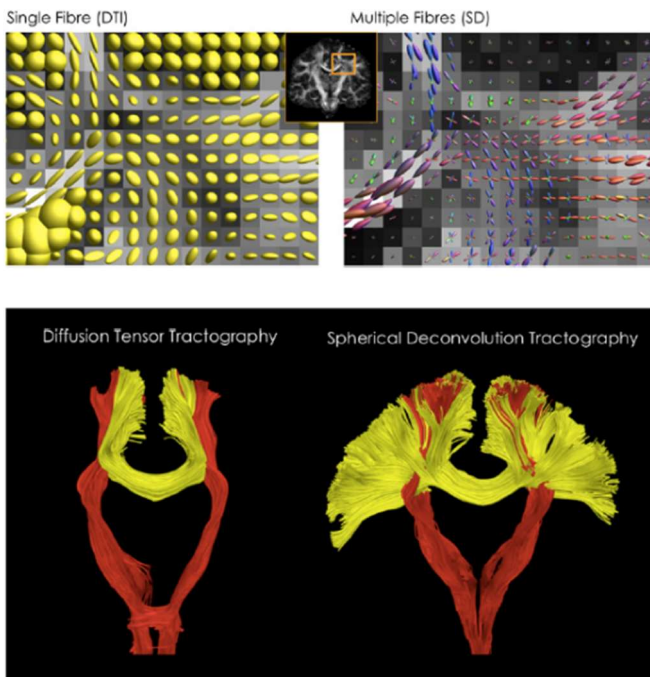 Single Fibre (DTI)
Multiple Fibres (SD)
Diffusion Tensor Tractography
Spherical Deconvolution Tractography